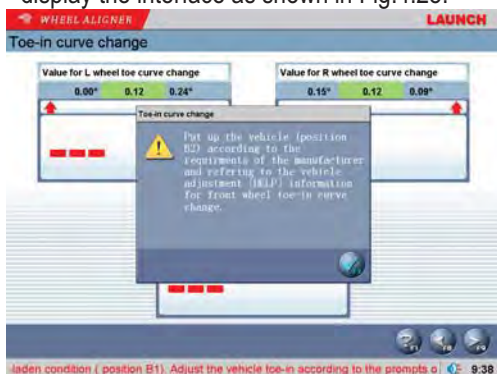 display the interface as shown in Fig.4.29.
WHEEL ALIGNER
LAUNCH
Toe-in curve change
Value for L wheel toe curve change
0.00° 0.12 0.24°
Value for R wheel toe curve change
0.15° 0.12 0.09°
Toe-in curve change
Put up the vehicle (position
B2) according to the
requirments of the manufacturer
and refering to the vehicle
adjustment (HELP) information
for front wheel toe-in curve
change.
laden condition ( position B1). Adjust the vehicle toe-in according to the prompts o
9:38